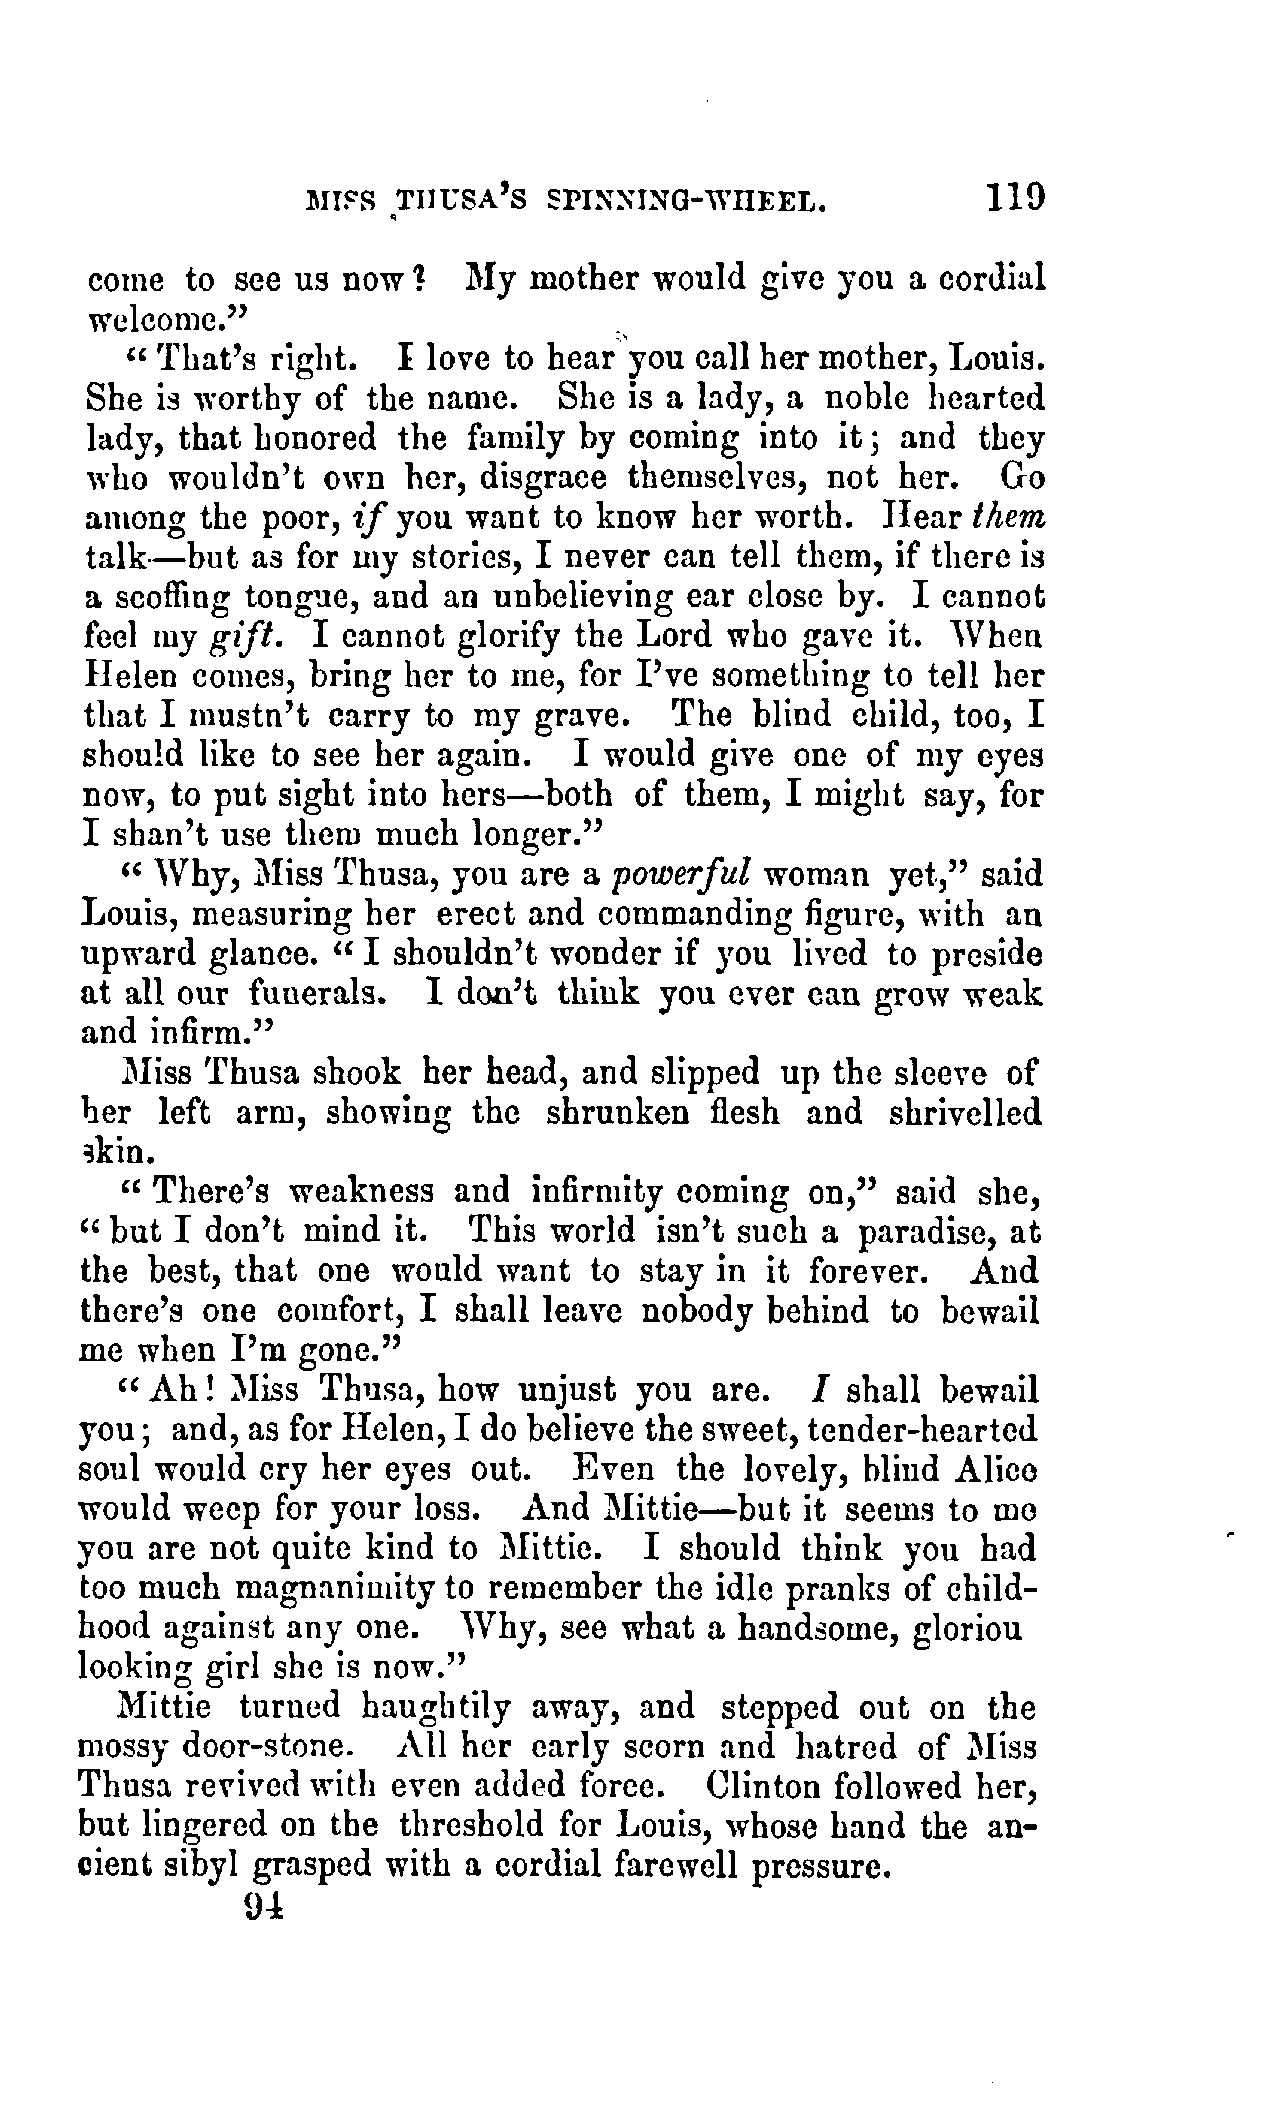 MISS THUSA'S SPINNING-WHEEL. 119
come to see us now? My mother would give you a cordial
welcome."
"That's right. I love to hear you call her mother, Louis.
She is worthy of the name. She is a lady, a noble hearted
lady, that honored the family by coming into it; and they
who wouldn't own her, disgrace themselves, not her. Go
among the poor, if you want to know her worth. Hear them
talk—but as for my stories, I never can tell them, if there is
a scoffing tongue, and an unbelieving ear close by. I cannot
feel my gift. I cannot glorify the Lord who gave it. When
Helen comes, bring her to me, for I've something to tell her
that I mustn't carry to my grave. The blind child, too, I
should like to see her again. I would give one of my eyes
now, to put sight into hers—both of them, I might say, for
I shan't use them much longer."
"Why, Miss Thusa, you are a powerful woman yet," said
Louis, measuring her erect and commanding figure, with an
upward glance. "I shouldn't wonder if you lived to preside
at all our funerals. I don't think you ever can grow weak
and infirm."
Miss Thusa shook her head, and slipped up the sleeve of
her left arm, showing the shrunken flesh and shrivelled
skin.
"There's weakness and infirmity coming on," said she,
"but I don't mind it. This world isn't such a paradise, at
the best, that one would want to stay in it forever. And
there's one comfort, I shall leave nobody behind to bewail
me when I'm gone."
"Ah! Miss Thusa, how unjust you are. I shall bewail
you; and, as for Helen, I do believe the sweet, tender-hearted
soul would cry her eyes out. Even the lovely, blind Alice
would weep for your loss. And Mittie—but it seems to me
you are not quite kind to Mittie. I should think you had
too much magnanimity to remember the idle pranks of child-
hood against any one. Why, see what a handsome, gloriou
looking girl she is now."
Mittie turned haughtily away, and stepped out on the
mossy door-stone. All her early scorn and hatred of Miss
Thusa revived with even added force. Clinton followed her,
but lingered on the threshold for Louis, whose hand the an-
cient sibyl grasped with a cordial farewell pressure.
94